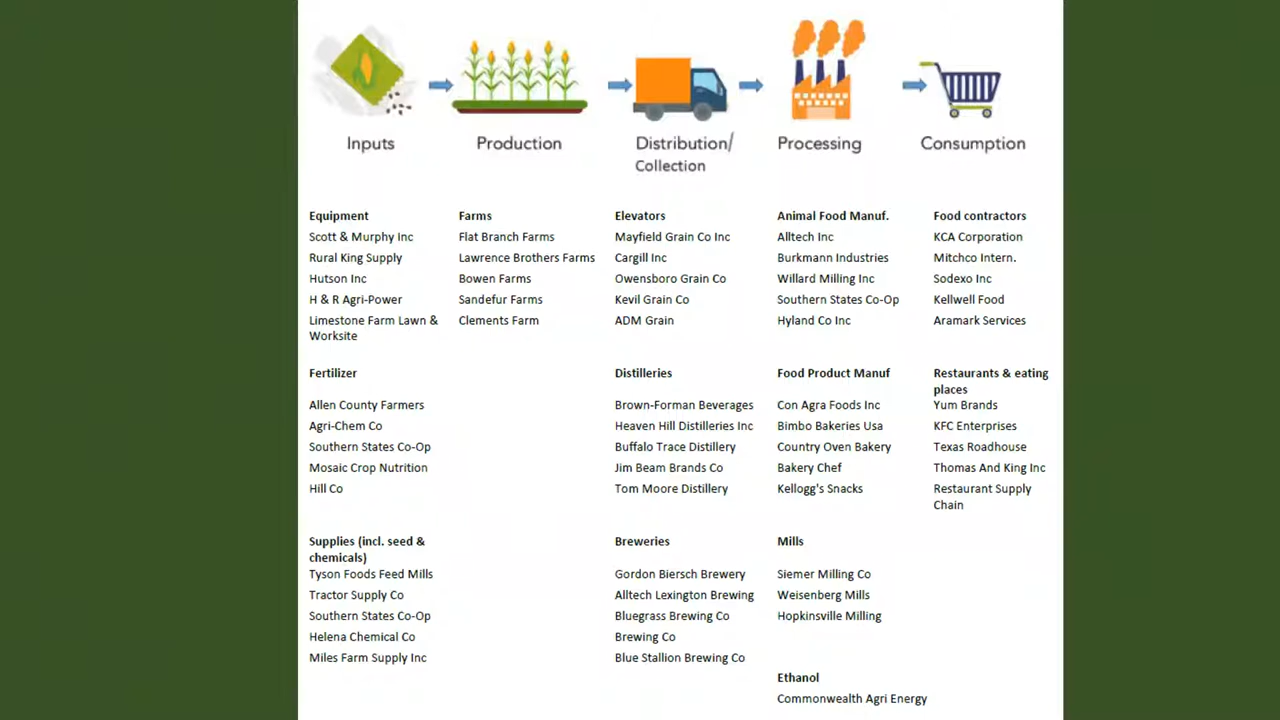 Inputs
Production
Distribution/
Collection
Processing
Consumption
Equipment
Scott & Murphy Inc
Rural King Supply
Hutson Inc
H & R Agri-Power
Limestone Farm Lawn &
Worksite
Fertilizer
Allen County Farmers
Agri-Chem Co
Southern States Co-Op
Mosaic Crop Nutrition
Hill Co
Supplies (incl. seed &
chemicals)
Tyson Foods Feed Mills
Tractor Supply Co
Southern States Co-Op
Helena Chemical Co
Miles Farm Supply Inc
Farms
Flat Branch Farms
Lawrence Brothers Farms
Bowen Farms
Sandefur Farms
Clements Farm
Elevators
Mayfield Grain Co Inc
Cargill Inc
Owensboro Grain Co
Kevil Grain Co
ADM Grain
Distilleries
Brown-Forman Beverages
Heaven Hill Distilleries Inc
Buffalo Trace Distillery
Jim Beam Brands Co
Tom Moore Distillery
Breweries
Gordon Biersch Brewery
Alltech Lexington Brewing
Bluegrass Brewing Co
Brewing Co
Blue Stallion Brewing Co
Animal Food Manuf.
Alltech Inc
Burkmann Industries
Willard Milling Inc
Southern States Co-Op
Hyland Co Inc
Food Product Manuf
Con Agra Foods Inc
Bimbo Bakeries Usa
Country Oven Bakery
Bakery Chef
Kellogg's Snacks
Mills
Siemer Milling Co
Weisenberg Mills
Hopkinsville Milling
Ethanol
Commonwealth Agri Energy
Food contractors
KCA Corporation
Mitchco Intern.
Sodexo Inc
Kellwell Food
Aramark Services
Restaurants & eating
places
Yum Brands
KFC Enterprises
Texas Roadhouse
Thomas And King Inc
Restaurant Supply
Chain